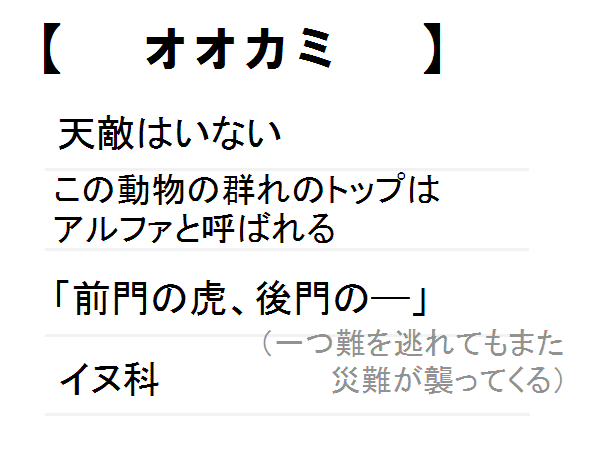 【 オオカミ 】
天敵はいない
この動物の群れのトップは
アルファと呼ばれる
「前門の虎、後門の―」
（一つ難を逃れてもまた
災難が襲ってくる）
イヌ科